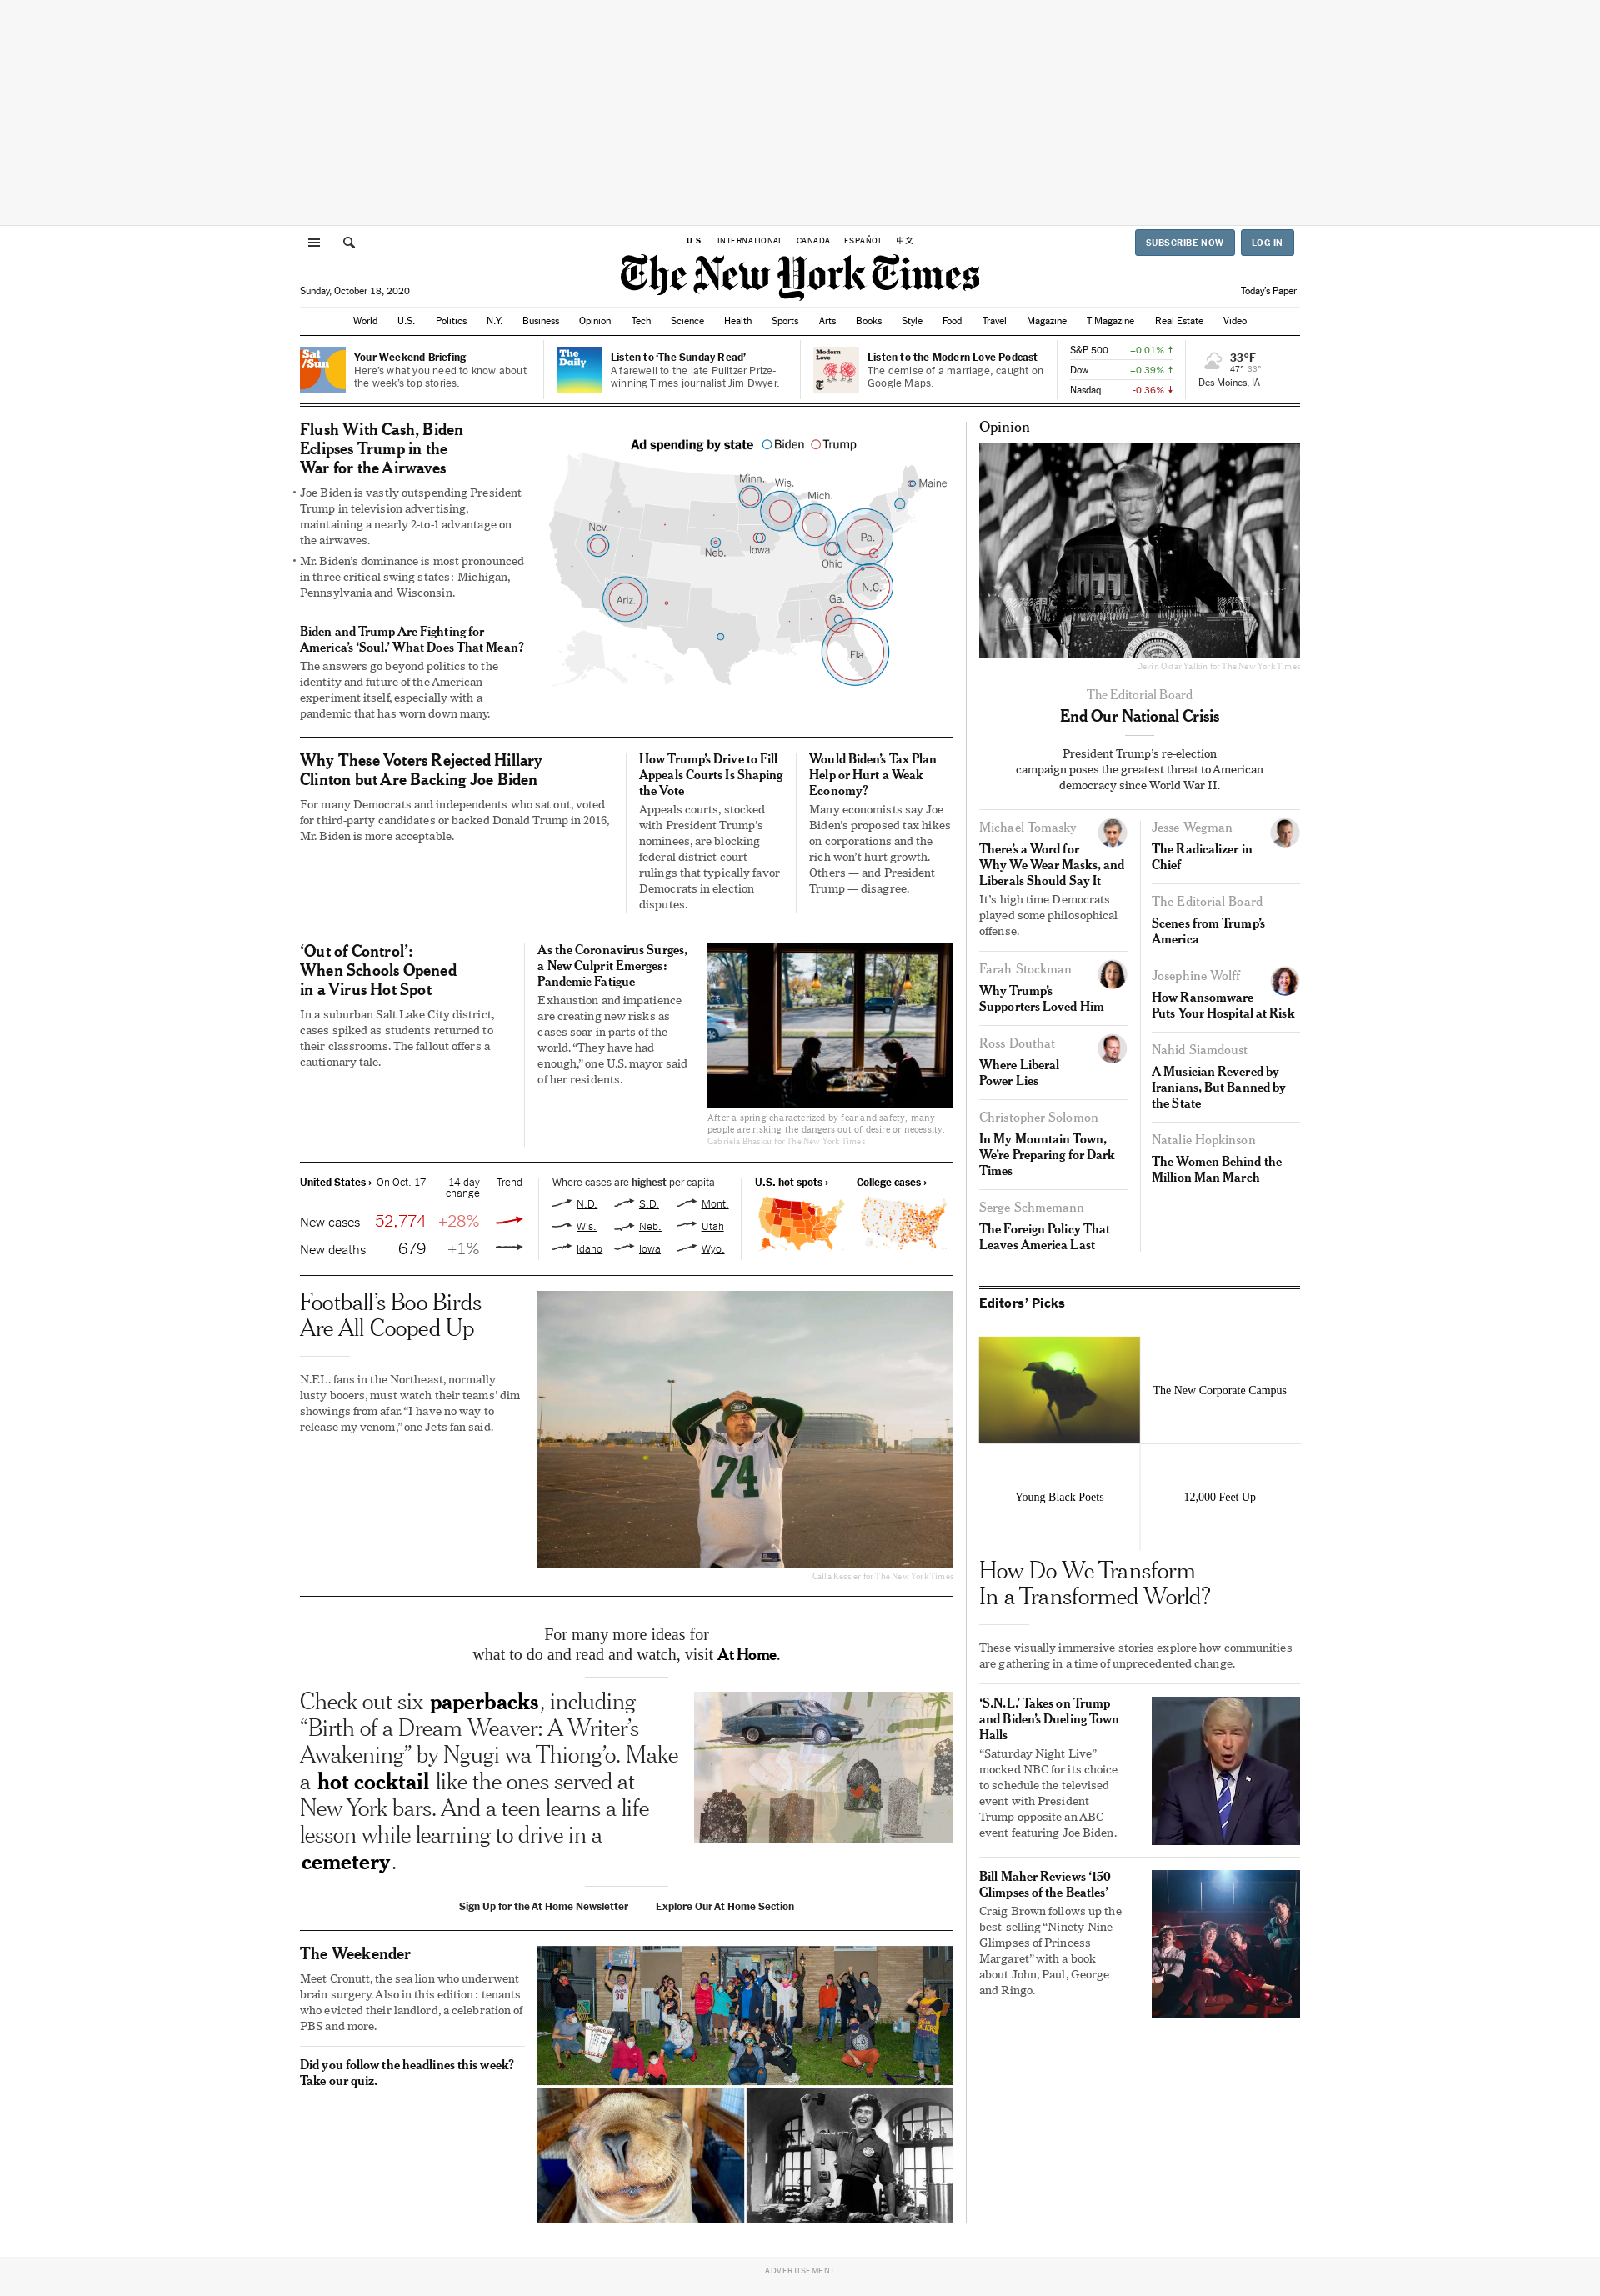 U.S. INTERNATIONAL CANADA ESPAÑOL 中文
SUBSCRIBE NOW LOG IN
The New York Times
Sunday, October 18, 2020
Today's Paper
World U.S. Politics N.Y. Business Opinion Tech Science Health Sports Arts Books Style Food Travel Magazine T Magazine Real Estate Video
Sat
/Sun
Your Weekend Briefing
Here's what you need to know about
the week's top stories.
The
Daily
Listen to 'The Sunday Read'
A farewell to the late Pulitzer Prize-
winning Times journalist Jim Dwyer.
Modern
Love
Listen to the Modern Love Podcast
The demise of a marriage, caught on
Google Maps.
S&P 500 +0.01%
Dow +0.39%
Nasdaq -0.36%
33°F
47° 33°
Des Moines, IA
Flush With Cash, Biden
Eclipses Trump in the
War for the Airwaves
• Joe Biden is vastly outspending President
Trump in television advertising,
maintaining a nearly 2-to-1 advantage on
the airwaves.
• Mr. Biden's dominance is most pronounced
in three critical swing states: Michigan,
Pennsylvania and Wisconsin.
Biden and Trump Are Fighting for
America's 'Soul.' What Does That Mean?
The answers go beyond politics to the
identity and future of the American
experiment itself, especially with a
pandemic that has worn down many.
Ad spending by state Biden Trump
Minn.
Wis.
Mich.
Maine
Nev.
Neb.
Iowa
Ohio
Pa.
Ariz.
N.C.
Ga.
Fla.
Why These Voters Rejected Hillary
Clinton but Are Backing Joe Biden
For many Democrats and independents who sat out, voted
for third-party candidates or backed Donald Trump in 2016,
Mr. Biden is more acceptable.
How Trump's Drive to Fill
Appeals Courts Is Shaping
the Vote
Appeals courts, stocked
with President Trump's
nominees, are blocking
federal district court
rulings that typically favor
Democrats in election
disputes.
Would Biden's Tax Plan
Help or Hurt a Weak
Economy?
Many economists say Joe
Biden's proposed tax hikes
on corporations and the
rich won't hurt growth.
Others — and President
Trump — disagree.
'Out of Control':
When Schools Opened
in a Virus Hot Spot
In a suburban Salt Lake City district,
cases spiked as students returned to
their classrooms. The fallout offers a
cautionary tale.
As the Coronavirus Surges,
a New Culprit Emerges:
Pandemic Fatigue
Exhaustion and impatience
are creating new risks as
cases soar in parts of the
world. "They have had
enough," one U.S. mayor said
of her residents.
After a spring characterized by fear and safety, many
people are risking the dangers out of desire or necessity.
Gabriela Bhaskar for The New York Times
United States › On Oct. 17 14-day
change Trend
New cases 52,774 +28%
New deaths 679 +1%
Where cases are highest per capita
N.D. S.D. Mont.
Wis. Neb. Utah
Idaho Iowa Wyo.
U.S. hot spots ›
College cases ›
Football's Boo Birds
Are All Cooped Up
N.F.L. fans in the Northeast, normally
lusty booers, must watch their teams' dim
showings from afar. "I have no way to
release my venom," one Jets fan said.
74
Calla Kessler for The New York Times
For many more ideas for
what to do and read and watch, visit At Home.
Check out six paperbacks, including
"Birth of a Dream Weaver: A Writer's
Awakening" by Ngugi wa Thiong'o. Make
a hot cocktail like the ones served at
New York bars. And a teen learns a life
lesson while learning to drive in a
cemetery.
Sign Up for the At Home Newsletter Explore Our At Home Section
The Weekender
Meet Cronutt, the sea lion who underwent
brain surgery. Also in this edition: tenants
who evicted their landlord, a celebration of
PBS and more.
Did you follow the headlines this week?
Take our quiz.
30
Opinion
Devin Oktar Yalkin for The New York Times
The Editorial Board
End Our National Crisis
President Trump's re-election
campaign poses the greatest threat to American
democracy since World War II.
Michael Tomasky
There's a Word for
Why We Wear Masks, and
Liberals Should Say It
It's high time Democrats
played some philosophical
offense.
Farah Stockman
Why Trump's
Supporters Loved Him
Ross Douthat
Where Liberal
Power Lies
Christopher Solomon
In My Mountain Town,
We're Preparing for Dark
Times
Serge Schmemann
The Foreign Policy That
Leaves America Last
Jesse Wegman
The Radicalizer in
Chief
The Editorial Board
Scenes from Trump's
America
Josephine Wolff
How Ransomware
Puts Your Hospital at Risk
Nahid Siamdoust
A Musician Revered by
Iranians, But Banned by
the State
Natalie Hopkinson
The Women Behind the
Million Man March
Editors' Picks
The New Corporate Campus
Young Black Poets
12,000 Feet Up
How Do We Transform
In a Transformed World?
These visually immersive stories explore how communities
are gathering in a time of unprecedented change.
'S.N.L.' Takes on Trump
and Biden's Dueling Town
Halls
"Saturday Night Live"
mocked NBC for its choice
to schedule the televised
event with President
Trump opposite an ABC
event featuring Joe Biden.
Bill Maher Reviews '150
Glimpses of the Beatles'
Craig Brown follows up the
best-selling "Ninety-Nine
Glimpses of Princess
Margaret" with a book
about John, Paul, George
and Ringo.
ADVERTISEMENT